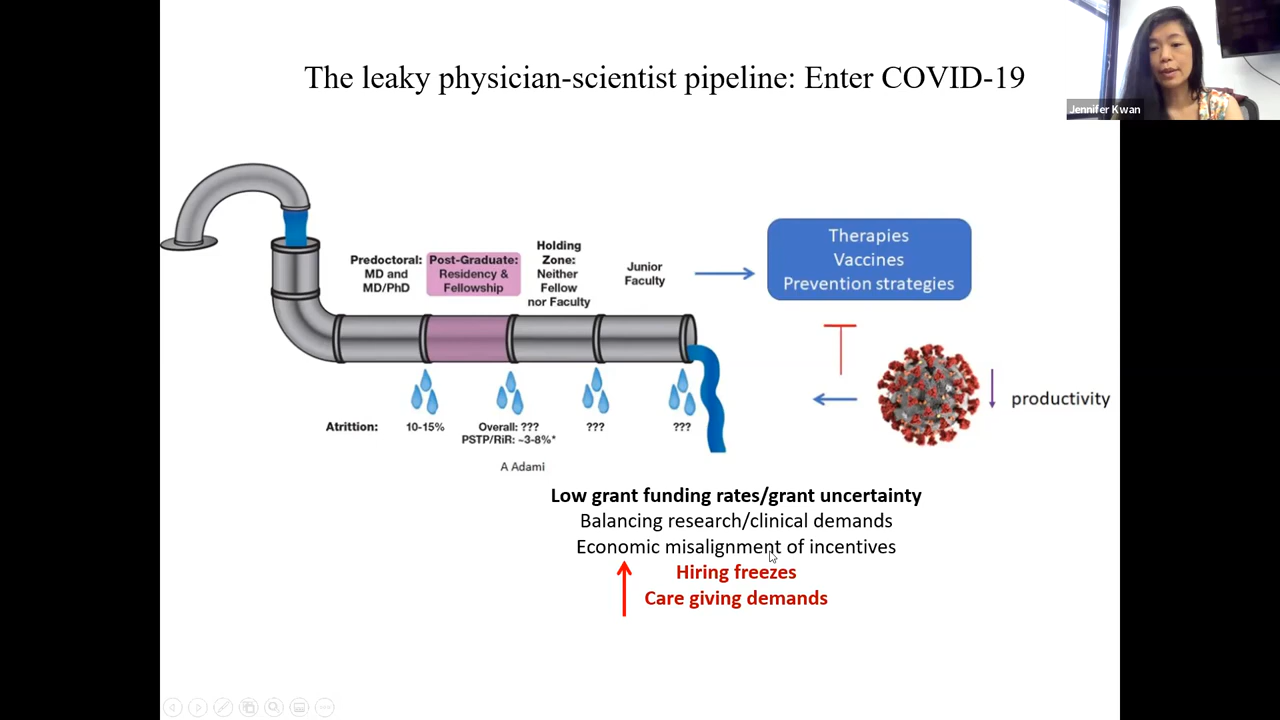 The leaky physician-scientist pipeline: Enter COVID-19
Jennifer Kwan
Predoctoral:
MD and
MD/PhD
Post-Graduate:
Residency &
Fellowship
Holding
Zone:
Neither
Fellow
nor Faculty
Junior
Faculty
Therapies
Vaccines
Prevention strategies
productivity
Atrittion:
10-15%
Overall: ???
PSTP/RiR: ~3-8%*
???
???
A Adami
Low grant funding rates/grant uncertainty
Balancing research/clinical demands
Economic misalignment of incentives
Hiring freezes
Care giving demands